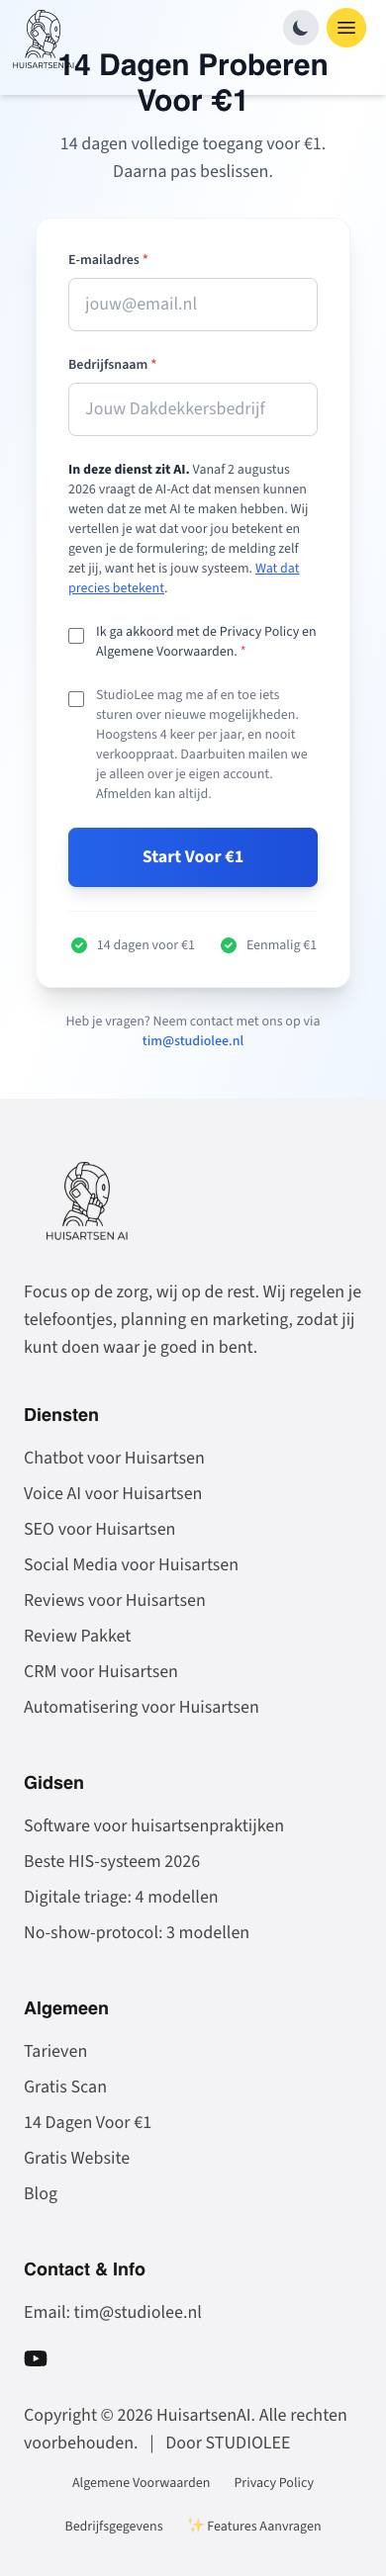 HUISARTSEN AI
14 Dagen Proberen
Voor €1
14 dagen volledige toegang voor €1.
Daarna pas beslissen.
E-mailadres *
jouw@email.nl
Bedrijfsnaam *
Jouw Dakdekkersbedrijf
In deze dienst zit AI. Vanaf 2 augustus
2026 vraagt de AI-Act dat mensen kunnen
weten dat ze met AI te maken hebben. Wij
vertellen je wat dat voor jou betekent en
geven je de formulering; de melding zelf
zet jij, want het is jouw systeem. Wat dat
precies betekent.
Ik ga akkoord met de Privacy Policy en
Algemene Voorwaarden. *
StudioLee mag me af en toe iets
sturen over nieuwe mogelijkheden.
Hoogstens 4 keer per jaar, en nooit
verkooppraat. Daarbuiten mailen we
je alleen over je eigen account.
Afmelden kan altijd.
Start Voor €1
14 dagen voor €1 Eenmalig €1
Heb je vragen? Neem contact met ons op via
tim@studiolee.nl
HUISARTSEN AI
Focus op de zorg, wij op de rest. Wij regelen je
telefoontjes, planning en marketing, zodat jij
kunt doen waar je goed in bent.
Diensten
Chatbot voor Huisartsen
Voice AI voor Huisartsen
SEO voor Huisartsen
Social Media voor Huisartsen
Reviews voor Huisartsen
Review Pakket
CRM voor Huisartsen
Automatisering voor Huisartsen
Gidsen
Software voor huisartsenpraktijken
Beste HIS-systeem 2026
Digitale triage: 4 modellen
No-show-protocol: 3 modellen
Algemeen
Tarieven
Gratis Scan
14 Dagen Voor €1
Gratis Website
Blog
Contact & Info
Email: tim@studiolee.nl
Copyright © 2026 HuisartsenAI. Alle rechten
voorbehouden. | Door STUDIOLEE
Algemene Voorwaarden Privacy Policy
Bedrijfsgegevens ✨ Features Aanvragen